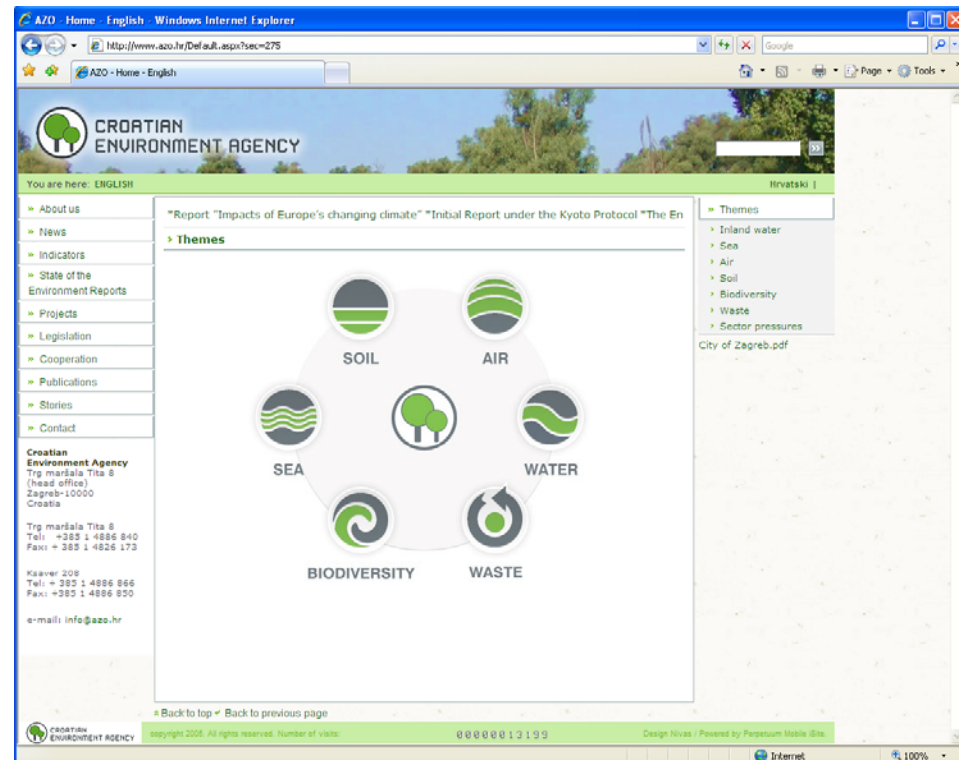 AZO - Home - English - Windows Internet Explorer
http://www.azo.hr/Default.aspx?sec=275
Google
AZO - Home - English
Page
Tools
CROATIAN
ENVIRONMENT AGENCY
You are here: ENGLISH
Hrvatski |
» About us
» News
» Indicators
» State of the
Environment Reports
» Projects
» Legislation
» Cooperation
» Publications
» Stories
» Contact
Croatian
Environment Agency
Trg maršala Tita 8
(head office)
Zagreb-10000
Croatia
Trg maršala Tita 8
Tel: +385 1 4886 840
Fax: + 385 1 4826 173
Ksaver 208
Tel: + 385 1 4886 866
Fax: +385 1 4886 850
e-mail: info@azo.hr
*Report "Impacts of Europe's changing climate" *Initial Report under the Kyoto Protocol *The En
› Themes
SOIL
AIR
SEA
WATER
BIODIVERSITY
WASTE
» Themes
› Inland water
› Sea
› Air
› Soil
› Biodiversity
› Waste
› Sector pressures
City of Zagreb.pdf
Back to top
Back to previous page
CROATIAN
ENVIRONMENT AGENCY
copyright 2008. All rights reserved. Number of visits:
00000013199
Design Nivas / Powered by Perpetuum Mobile iSite.
Internet
100%